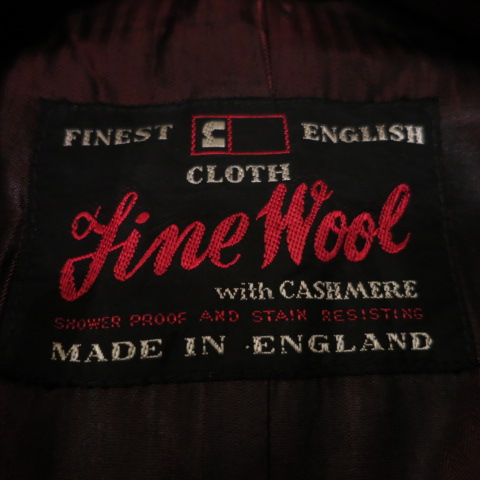 FINEST C ENGLISH
CLOTH
Fine Wool
with CASHMERE
SHOWER PROOF AND STAIN RESISTING
MADE IN ENGLAND